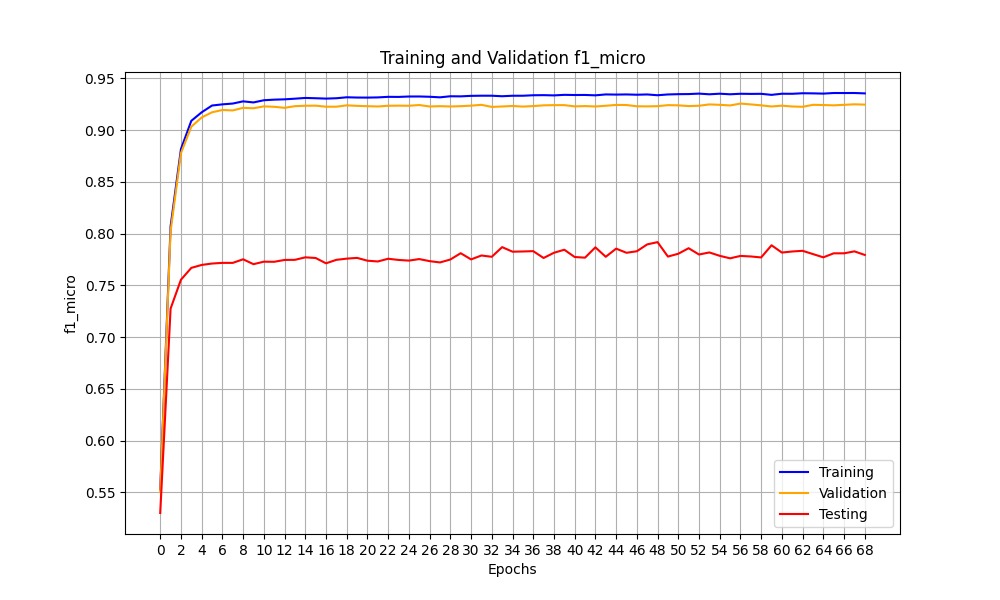 Training and Validation f1_micro
0.95
0.90
0.85
0.80
0.75
0.70
0.65
0.60
0.55
f1_micro
Training
Validation
Testing
0 2 4 6 8 10 12 14 16 18 20 22 24 26 28 30 32 34 36 38 40 42 44 46 48 50 52 54 56 58 60 62 64 66 68
Epochs